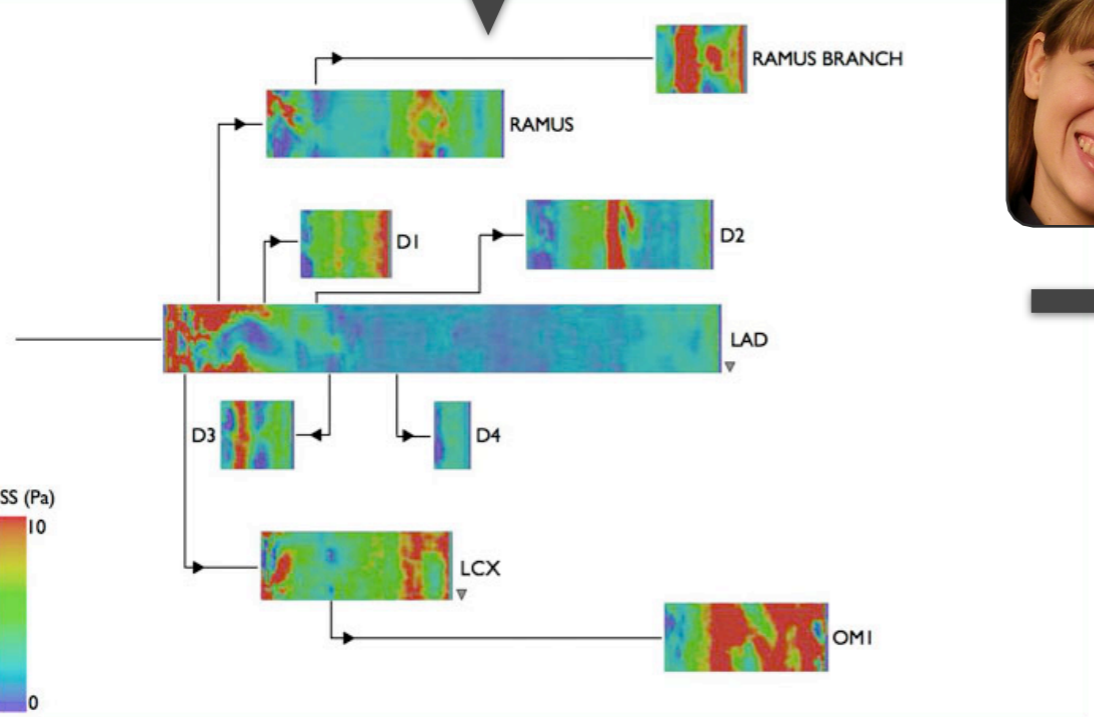 RAMUS BRANCH
RAMUS
D1
D2
LAD
D3
D4
SS (Pa)
10
LCX
OM1
0